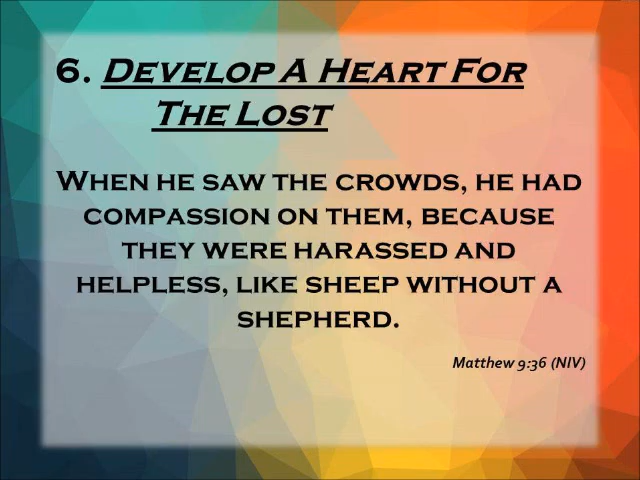 6. Develop A Heart For
The Lost
When he saw the crowds, he had
compassion on them, because
they were harassed and
helpless, like sheep without a
shepherd.
Matthew 9:36 (NIV)